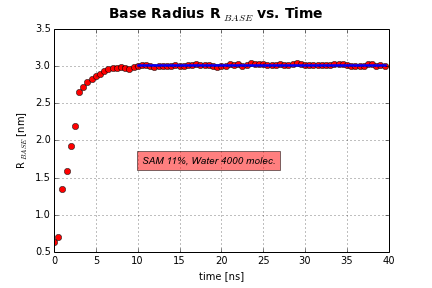 Base Radius R BASE vs. Time
3.5
3.0
2.5
2.0
1.5
1.0
0.5
R BASE [nm]
SAM 11%, Water 4000 molec.
0 5 10 15 20 25 30 35 40
time [ns]